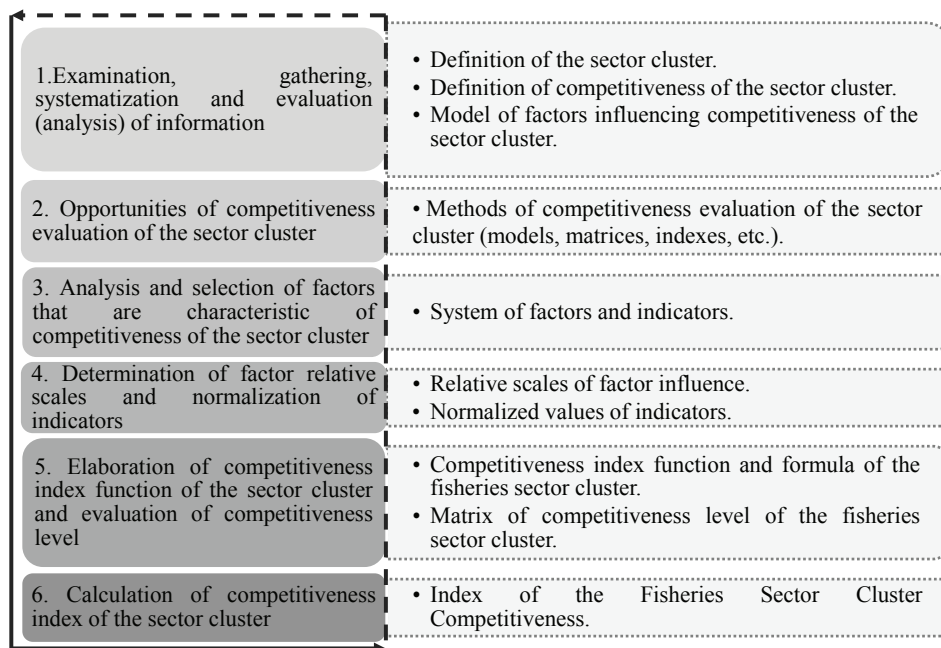 1.Examination, gathering,
systematization and evaluation
(analysis) of information
• Definition of the sector cluster.
• Definition of competitiveness of the sector cluster.
• Model of factors influencing competitiveness of the
sector cluster.
2. Opportunities of competitiveness
evaluation of the sector cluster
• Methods of competitiveness evaluation of the sector
cluster (models, matrices, indexes, etc.).
3. Analysis and selection of factors
that are characteristic of
competitiveness of the sector cluster
• System of factors and indicators.
4. Determination of factor relative
scales and normalization of
indicators
• Relative scales of factor influence.
• Normalized values of indicators.
5. Elaboration of competitiveness
index function of the sector cluster
and evaluation of competitiveness
level
• Competitiveness index function and formula of the
fisheries sector cluster.
• Matrix of competitiveness level of the fisheries
sector cluster.
6. Calculation of competitiveness
index of the sector cluster
• Index of the Fisheries Sector Cluster
Competitiveness.